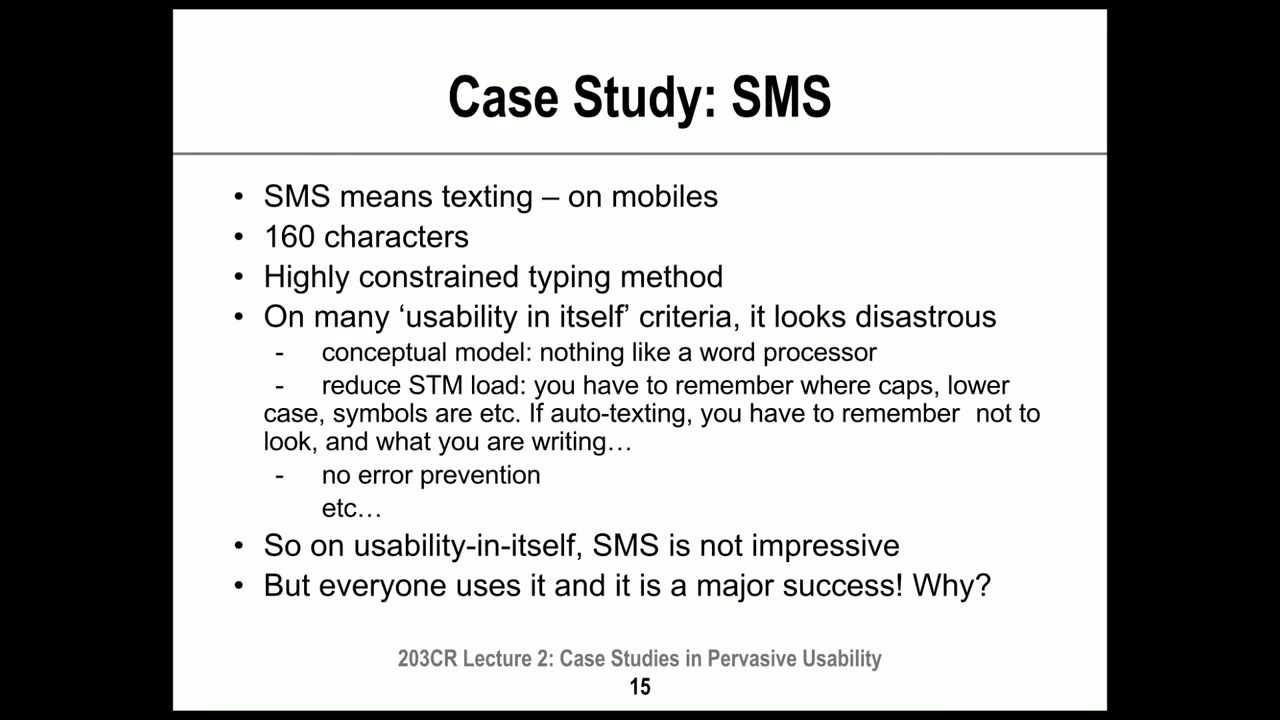 Case Study: SMS
• SMS means texting – on mobiles
• 160 characters
• Highly constrained typing method
• On many ‘usability in itself’ criteria, it looks disastrous
- conceptual model: nothing like a word processor
- reduce STM load: you have to remember where caps, lower
case, symbols are etc. If auto-texting, you have to remember  not to
look, and what you are writing…
- no error prevention
etc…
• So on usability-in-itself, SMS is not impressive
• But everyone uses it and it is a major success! Why?
203CR Lecture 2: Case Studies in Pervasive Usability
15